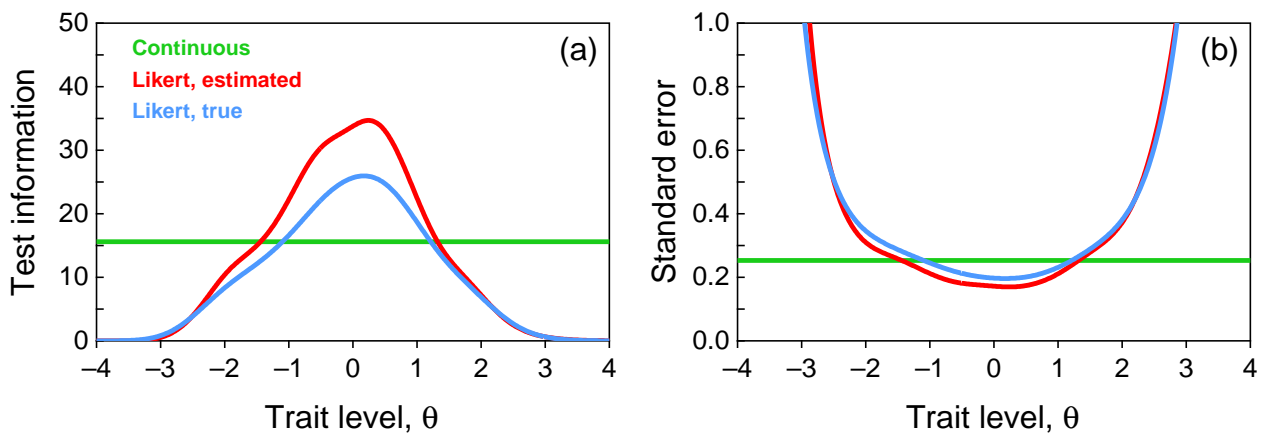 50
40
30
20
10
0
Test information
Continuous
Likert, estimated
Likert, true
(a)
–4 –3 –2 –1 0 1 2 3 4
Trait level, θ
1.0
0.8
0.6
0.4
0.2
0.0
Standard error
(b)
–4 –3 –2 –1 0 1 2 3 4
Trait level, θ